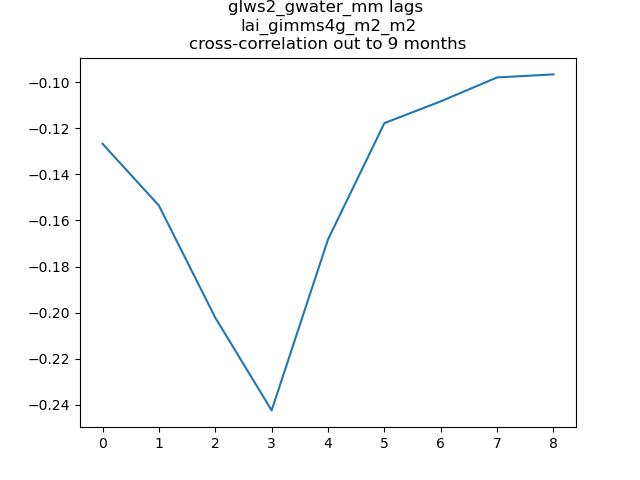 glws2_gwater_mm lags
lai_gimms4g_m2_m2
cross-correlation out to 9 months
−0.10
−0.12
−0.14
−0.16
−0.18
−0.20
−0.22
−0.24
0 1 2 3 4 5 6 7 8